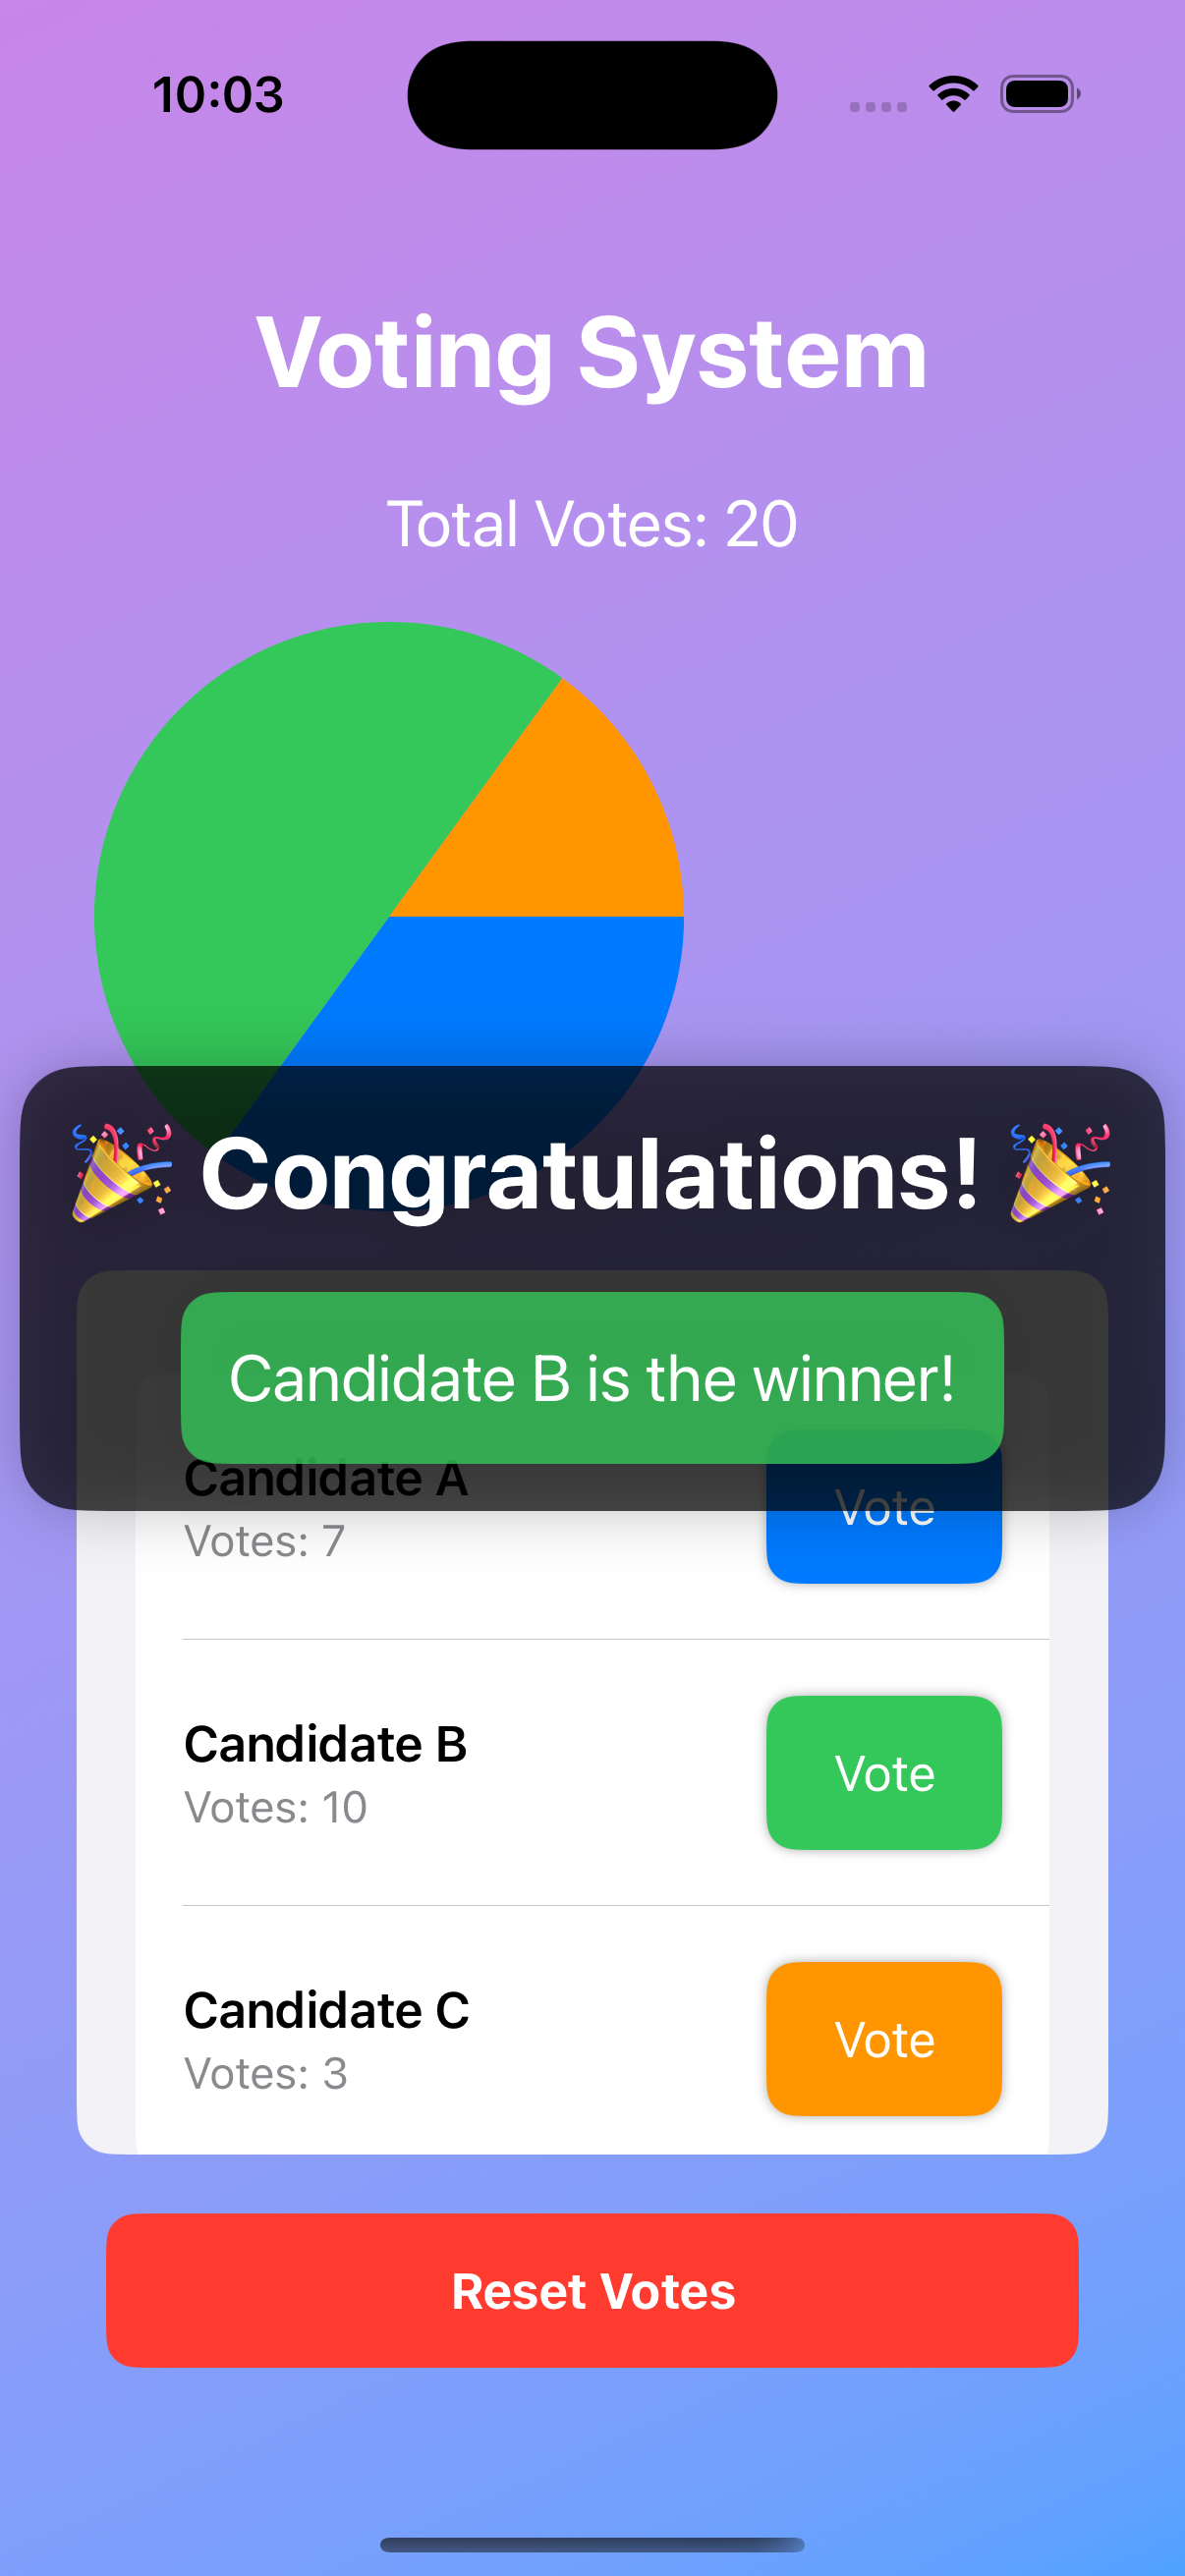 10:03
Voting System
Total Votes: 20
🎉 Congratulations! 🎉
Candidate B is the winner!
Candidate A
Votes: 7
Vote
Candidate B
Votes: 10
Vote
Candidate C
Votes: 3
Vote
Reset Votes